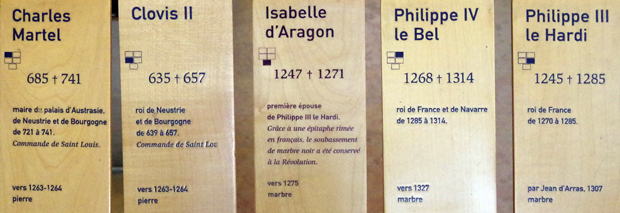 Charles
Martel
685 † 741
maire du palais d'Austrasie,
de Neustrie et de Bourgogne
de 721 à 741.
Commande de Saint Louis.
vers 1263-1264
pierre
Clovis II
635 † 657
roi de Neustrie
et de Bourgogne
de 639 à 657.
Commande de Saint Lou
vers 1263-1264
pierre
Isabelle
d'Aragon
1247 † 1271
première épouse
de Philippe III le Hardi.
Grâce à une épitaphe rimée
en français, le soubassement
de marbre noir a été conservé
à la Révolution.
vers 1275
marbre
Philippe IV
le Bel
1268 † 1314
roi de France et de Navarre
de 1285 à 1314.
vers 1327
marbre
Philippe III
le Hardi
1245 † 1285
roi de France
de 1270 à 1285.
par Jean d'Arras, 1307
marbre